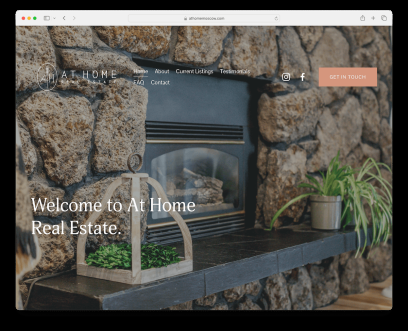 athomemoscow.com
AT HOME
REAL ESTATE
Home About Current Listings Testimonials
FAQ Contact
GET IN TOUCH
Welcome to At Home
Real Estate.